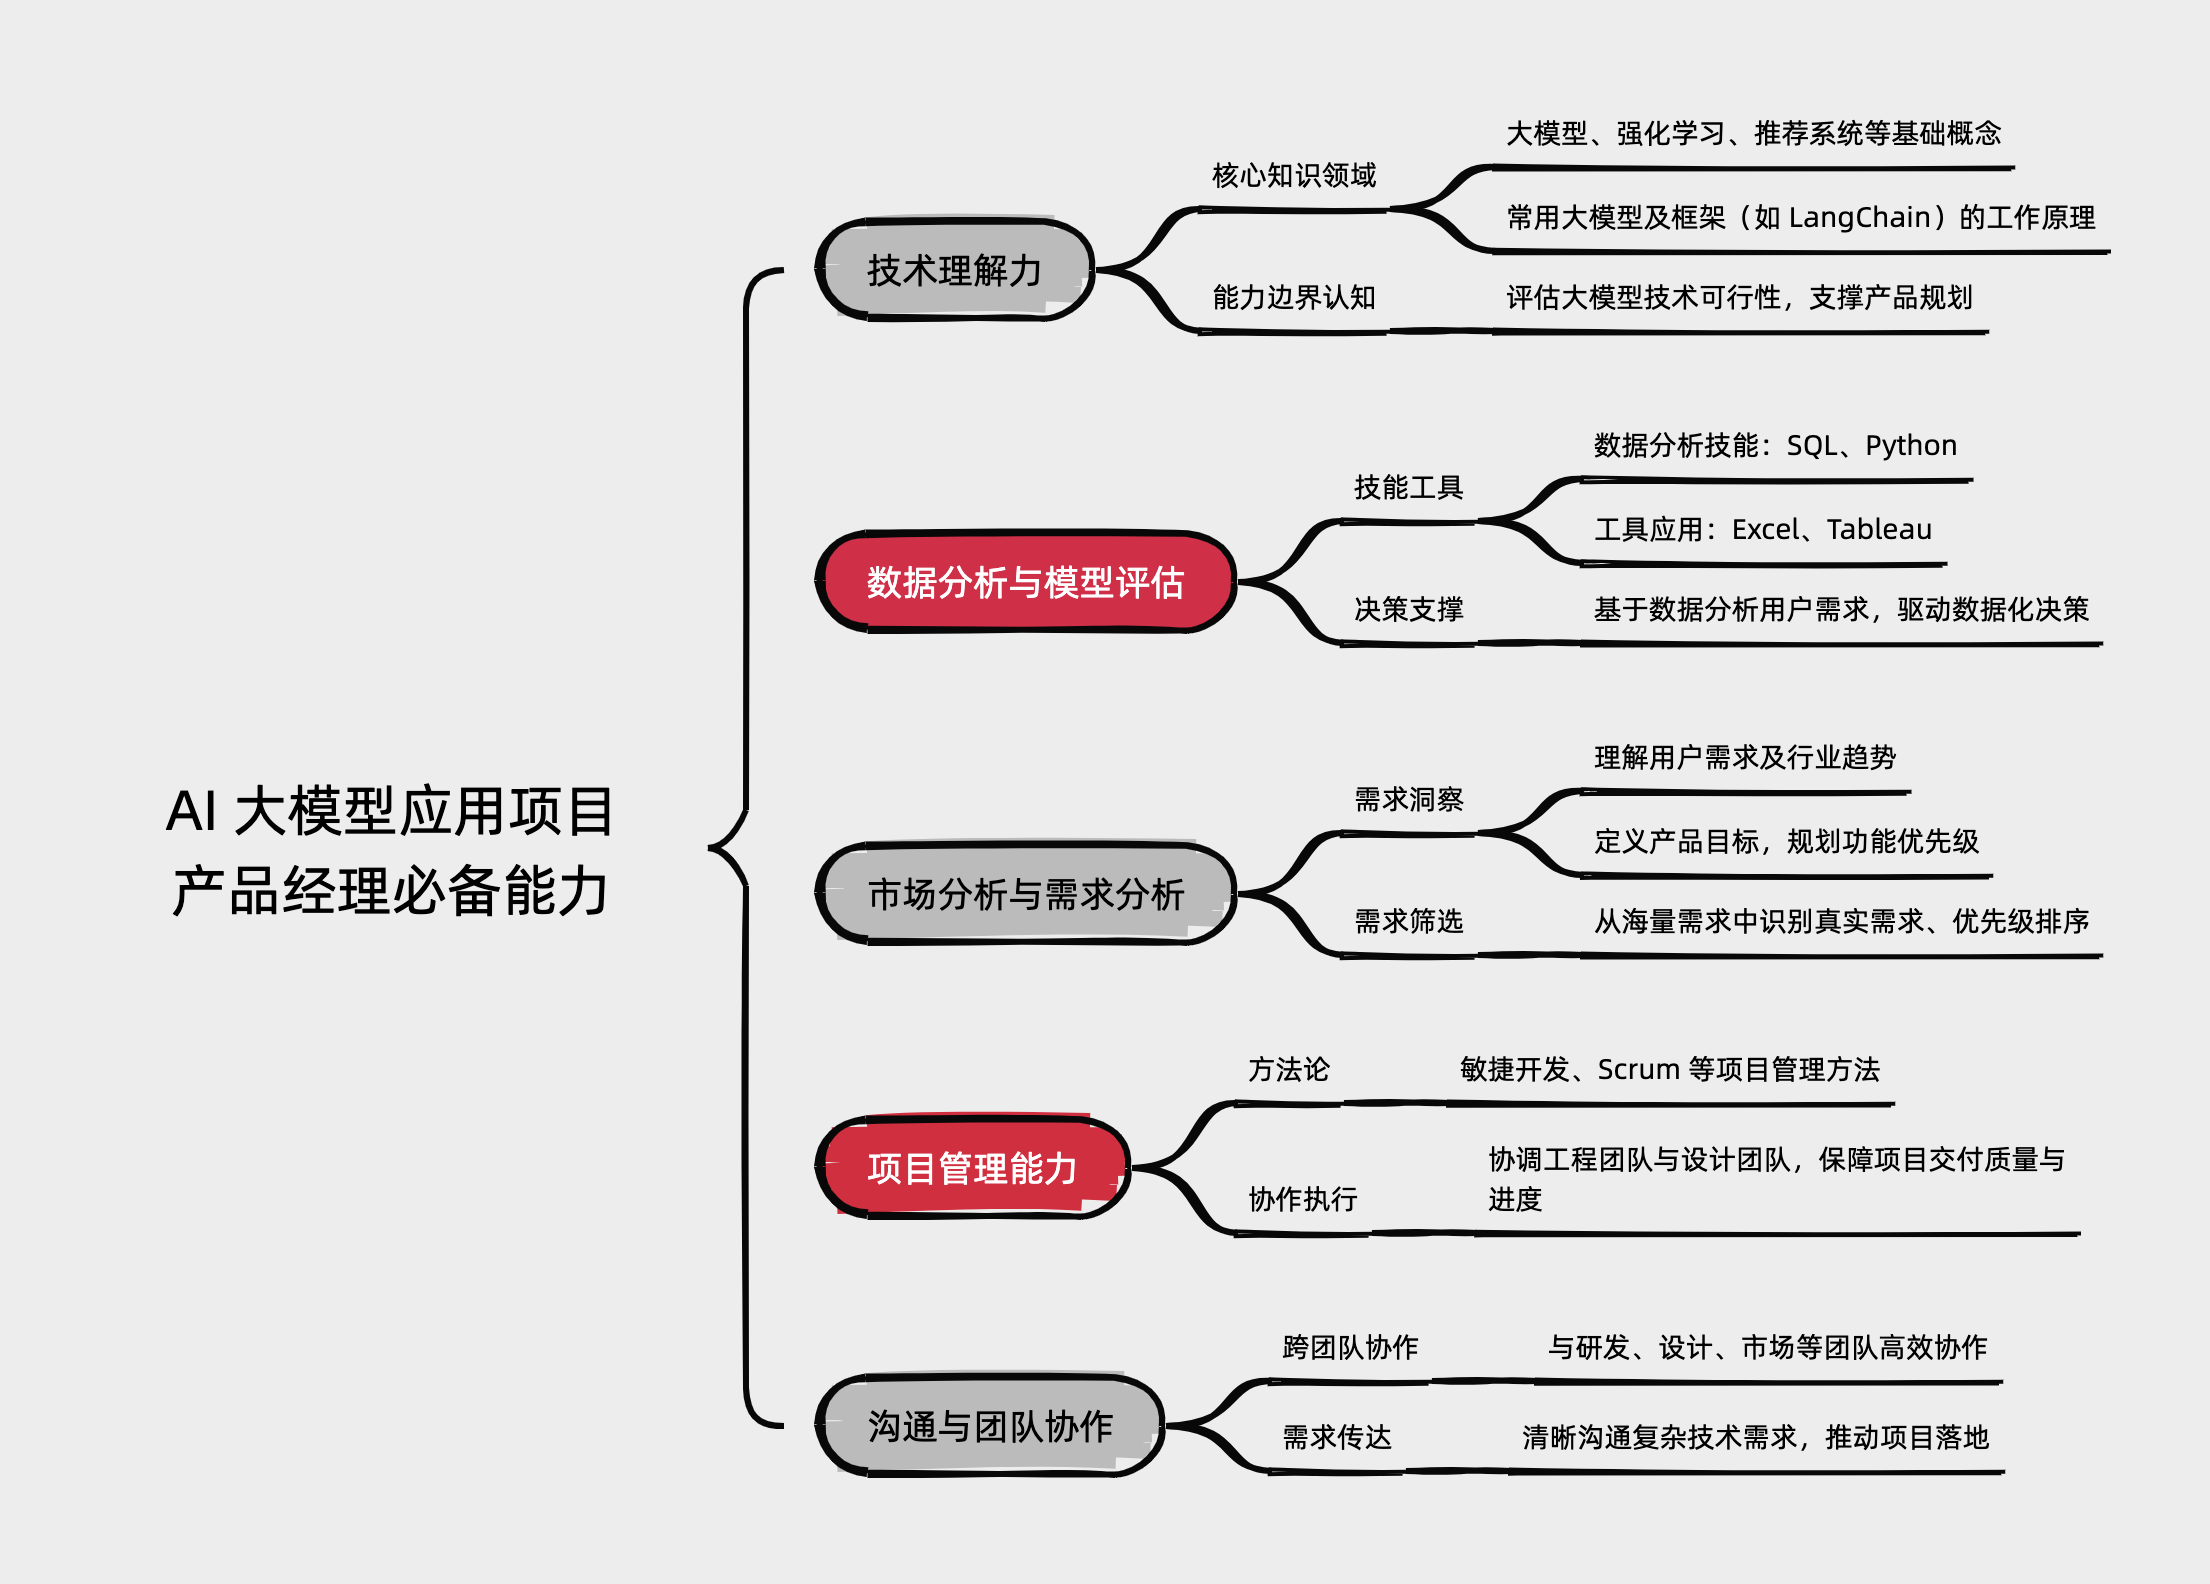 AI 大模型应用项目
产品经理必备能力
技术理解力
核心知识领域
大模型、强化学习、推荐系统等基础概念
常用大模型及框架（如 LangChain）的工作原理
能力边界认知
评估大模型技术可行性，支撑产品规划
数据分析与模型评估
技能工具
数据分析技能：SQL、Python
工具应用：Excel、Tableau
决策支撑
基于数据分析用户需求，驱动数据化决策
市场分析与需求分析
需求洞察
理解用户需求及行业趋势
定义产品目标，规划功能优先级
需求筛选
从海量需求中识别真实需求、优先级排序
项目管理能力
方法论
敏捷开发、Scrum 等项目管理方法
协作执行
协调工程团队与设计团队，保障项目交付质量与
进度
沟通与团队协作
跨团队协作
与研发、设计、市场等团队高效协作
需求传达
清晰沟通复杂技术需求，推动项目落地